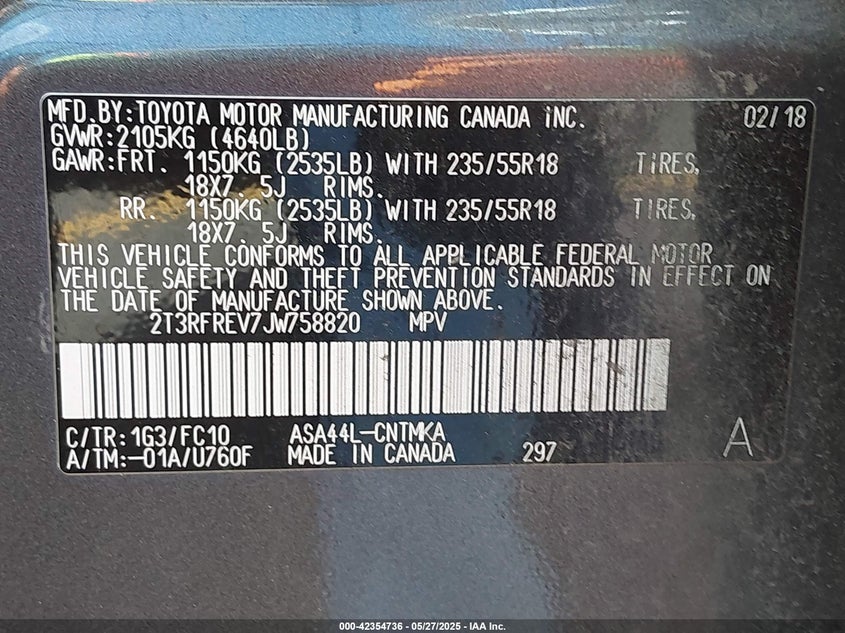 MFD.BY:TOYOTA MOTOR MANUFACTURING CANADA INC. 02/18
GVWR:2105KG (4640LB)
GAWR:FRT. 1150KG (2535LB) WITH 235/55R18 TIRES,
18X7. 5J RIMS.
RR. 1150KG (2535LB) WITH 235/55R18 TIRES,
18X7. 5J RIMS.
THIS VEHICLE CONFORMS TO ALL APPLICABLE FEDERAL MOTOR
VEHICLE SAFETY AND THEFT PREVENTION STANDARDS IN EFFECT ON
THE DATE OF MANUFACTURE SHOWN ABOVE.
2T3RFREV7JW758820 MPV
C/TR:1G3/FC10 ASA44L-CNTMKA
A/TM:-01A/U760F MADE IN CANADA 297 A
000-42354736 - 05/27/2025 - IAA Inc.